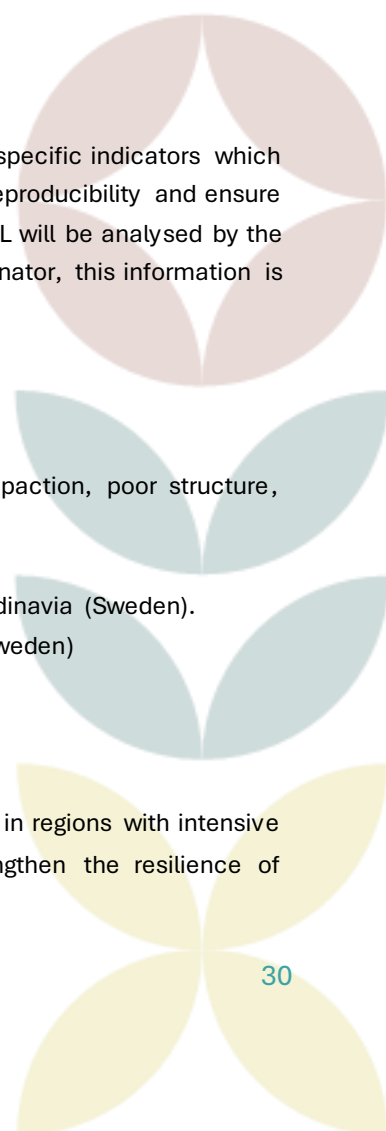 specific indicators which
eproducibility and ensure
L will be analysed by the
nator, this information is
paction, poor structure,
dinavia (Sweden).
weden)
in regions with intensive
ngthen the resilience of
30